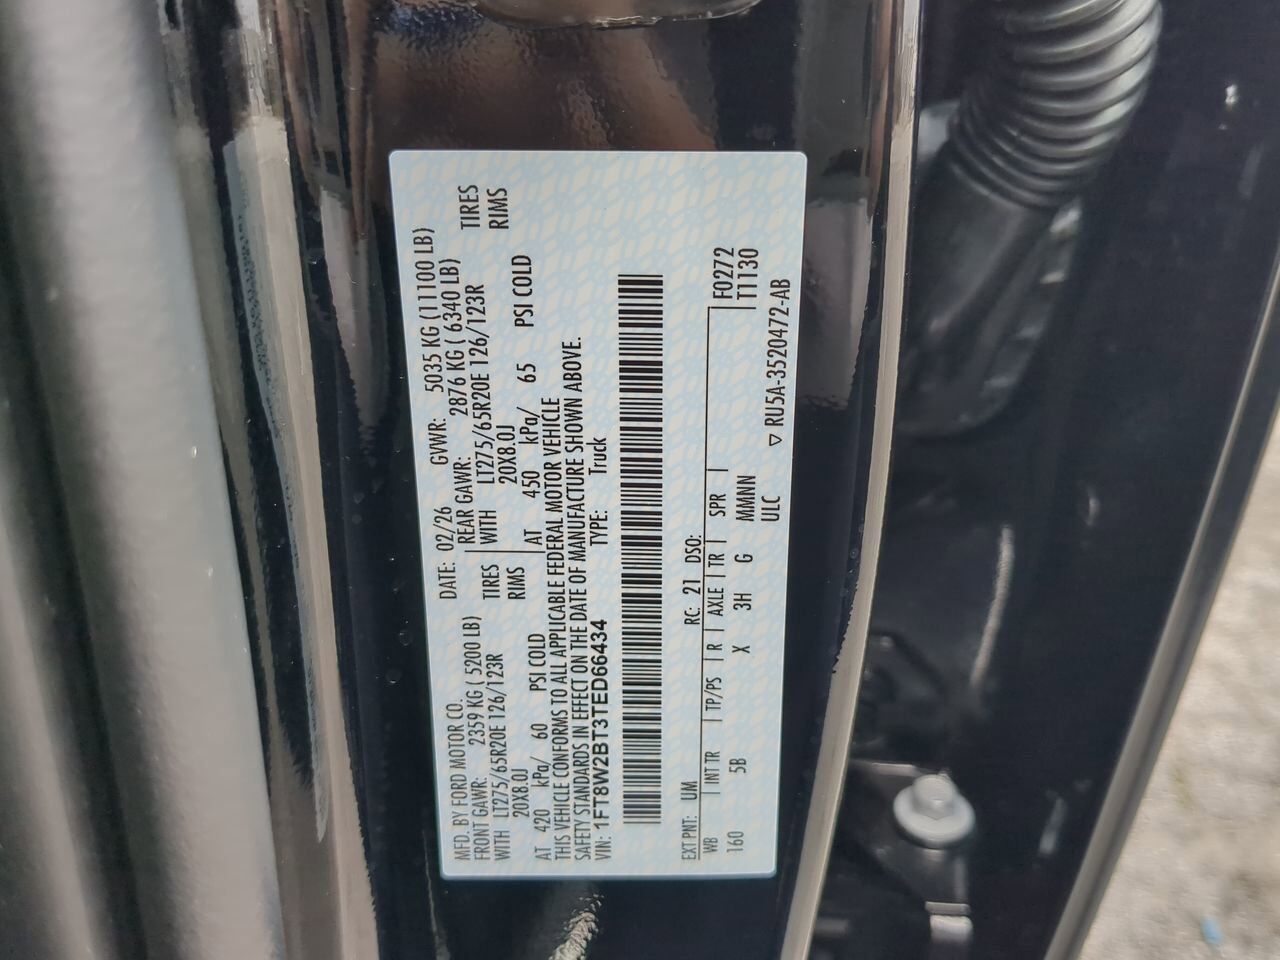 MFD. BY FORD MOTOR CO. DATE: 02/26 GVWR: 5035 KG (11100 LB)
FRONT GAWR: 2359 KG ( 5200 LB) REAR GAWR: 2876 KG ( 6340 LB)
WITH LT275/65R20E 126/123R TIRES WITH LT275/65R20E 126/123R TIRES
20X8.0J RIMS 20X8.0J RIMS
AT 420 kPa/ 60 PSI COLD AT 450 kPa/ 65 PSI COLD
THIS VEHICLE CONFORMS TO ALL APPLICABLE FEDERAL MOTOR VEHICLE
SAFETY STANDARDS IN EFFECT ON THE DATE OF MANUFACTURE SHOWN ABOVE.
VIN: 1FT8W2BT3TED66434 TYPE: Truck
EXT PNT: UM RC: 21 DSO: F0272
WB INT TR TP/PS R AXLE TR SPR T1130
160 5B X 3H G MMNN
ULC ▽ RU5A-3520472-AB